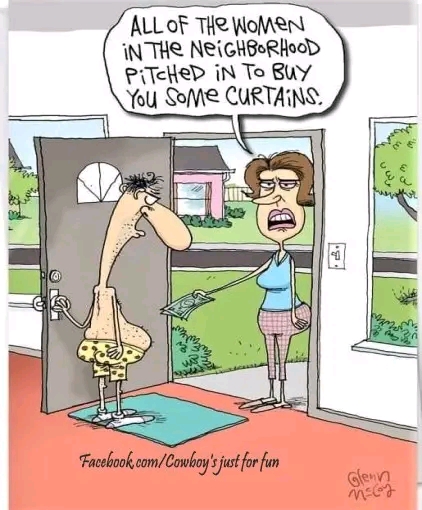 ALL OF THE WOMEN
IN THE NEIGHBORHOOD
PITCHED IN TO BUY
YOU SOME CURTAINS.
Facebook.com/Cowboy's just for fun
Glenn
McCoy